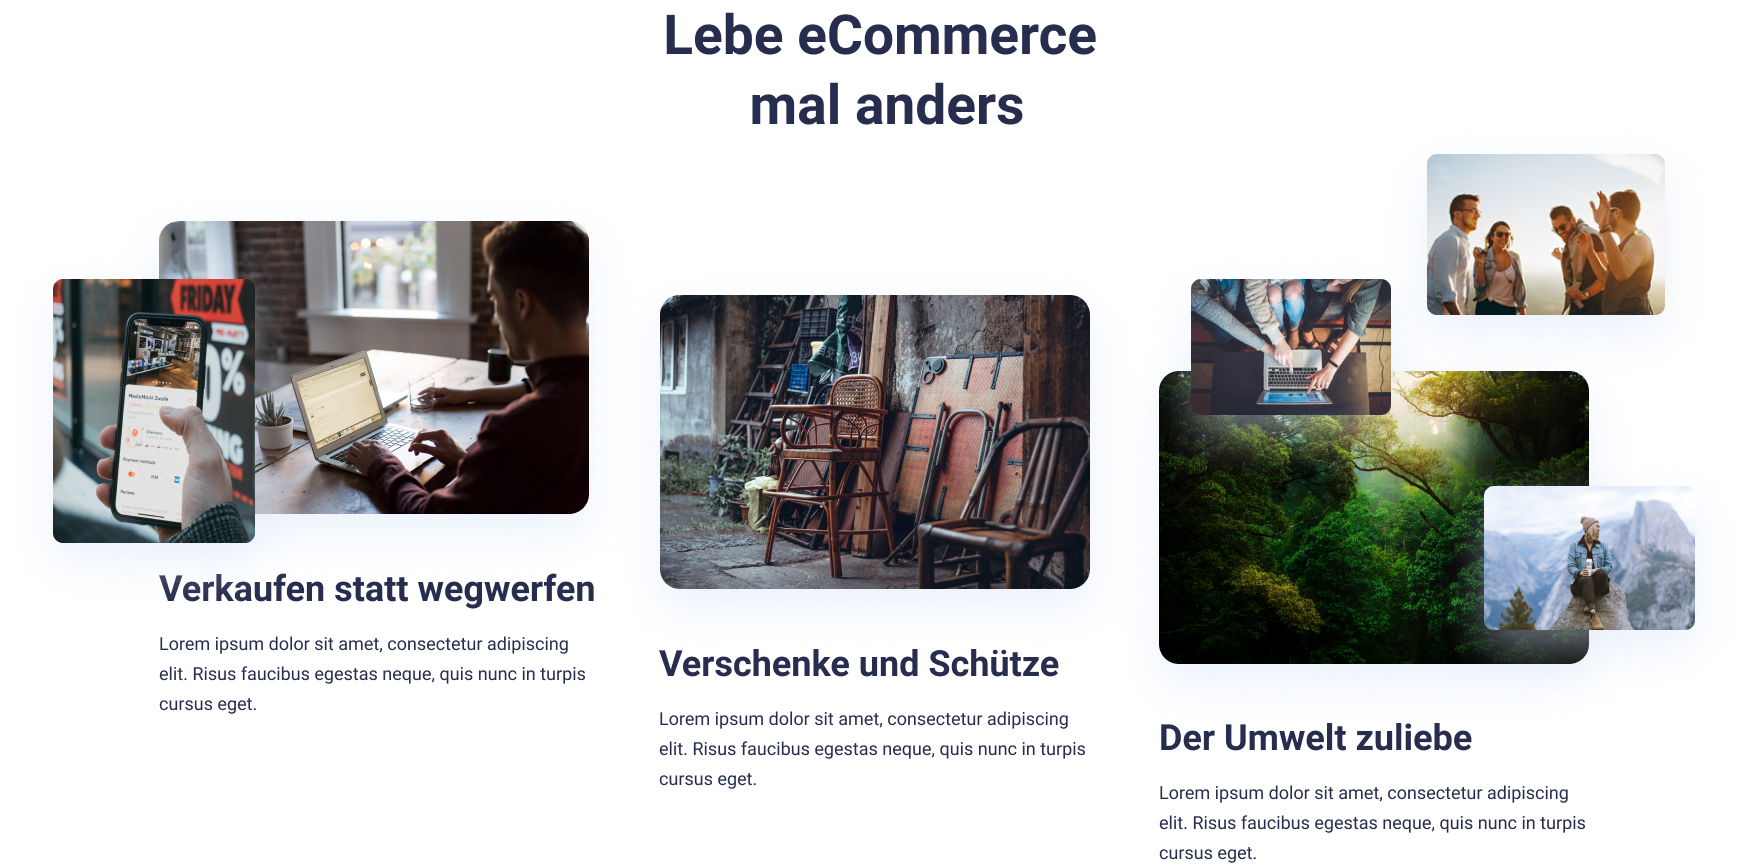 Lebe eCommerce
mal anders
FRIDAY
Verkaufen statt wegwerfen
Lorem ipsum dolor sit amet, consectetur adipiscing
elit. Risus faucibus egestas neque, quis nunc in turpis
cursus eget.
Verschenke und Schütze
Lorem ipsum dolor sit amet, consectetur adipiscing
elit. Risus faucibus egestas neque, quis nunc in turpis
cursus eget.
Der Umwelt zuliebe
Lorem ipsum dolor sit amet, consectetur adipiscing
elit. Risus faucibus egestas neque, quis nunc in turpis
cursus eget.